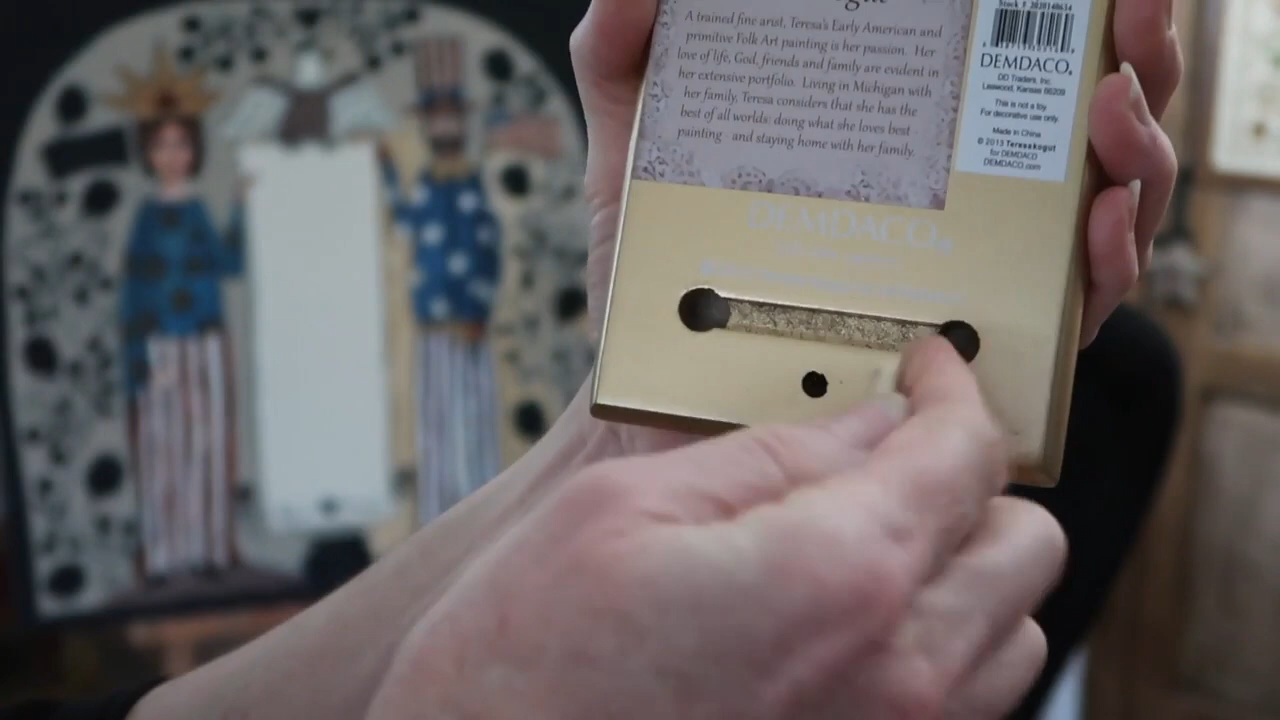 A trained fine arist, Teresa's Early American and
primitive Folk Art painting is her passion. Her
love of life, God, friends and family are evident in
her extensive portfolio. Living in Michigan with
her family, Teresa considers that she has the
best of all worlds: doing what she loves best
painting - and staying home with her family.
DEMDACO®
DD Traders, Inc.
Leawood, Kansas 66209
This is not a toy.
For decorative use only.
Made in China
© 2013 Teresakogut
for DEMDACO
DEMDACO.com
DEMDACO®